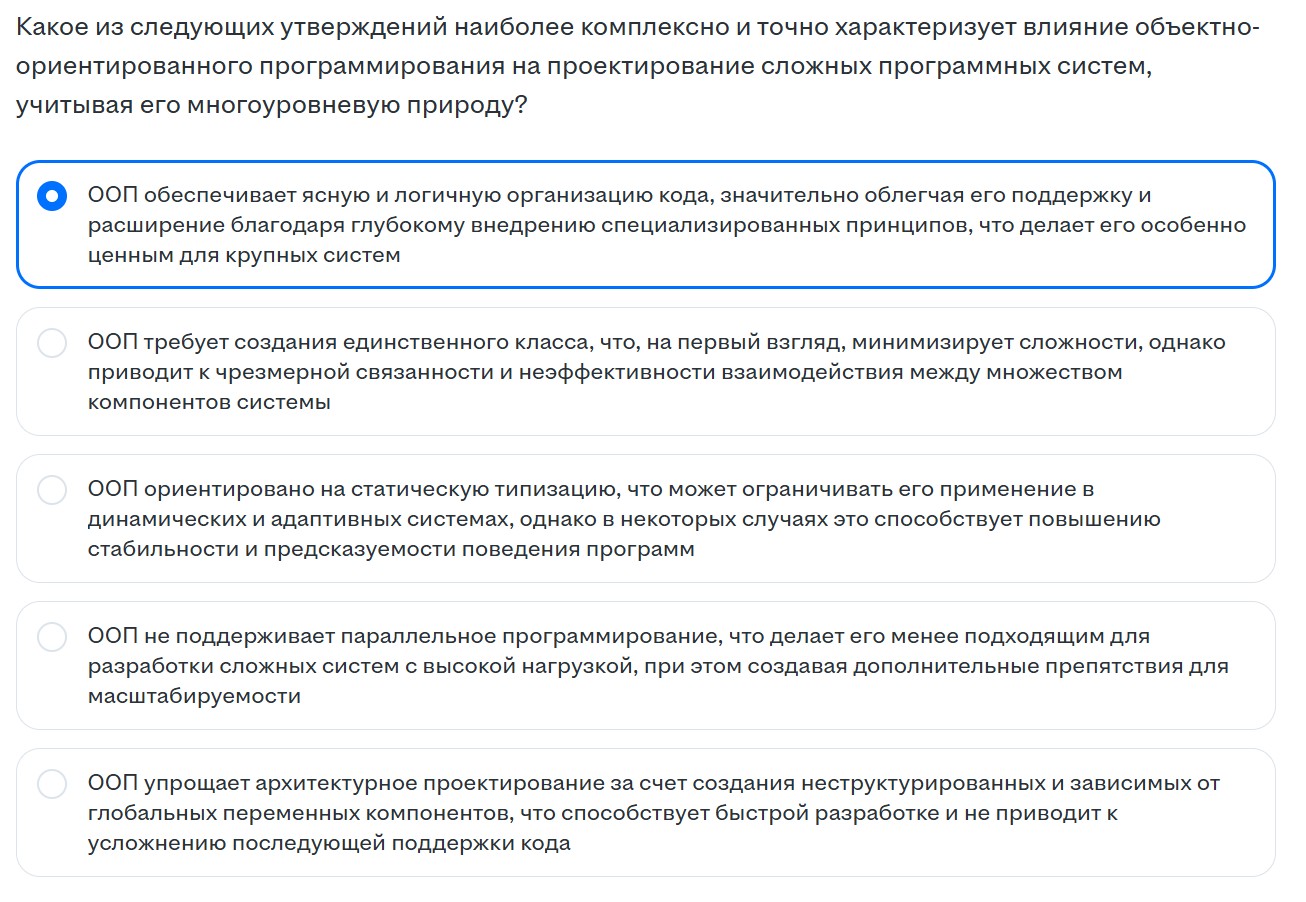 Какое из следующих утверждений наиболее комплексно и точно характеризует влияние объектно-
ориентированного программирования на проектирование сложных программных систем,
учитывая его многоуровневую природу?
ООП обеспечивает ясную и логичную организацию кода, значительно облегчая его поддержку и
расширение благодаря глубокому внедрению специализированных принципов, что делает его особенно
ценным для крупных систем
ООП требует создания единственного класса, что, на первый взгляд, минимизирует сложности, однако
приводит к чрезмерной связанности и неэффективности взаимодействия между множеством
компонентов системы
ООП ориентировано на статическую типизацию, что может ограничивать его применение в
динамических и адаптивных системах, однако в некоторых случаях это способствует повышению
стабильности и предсказуемости поведения программ
ООП не поддерживает параллельное программирование, что делает его менее подходящим для
разработки сложных систем с высокой нагрузкой, при этом создавая дополнительные препятствия для
масштабируемости
ООП упрощает архитектурное проектирование за счет создания неструктурированных и зависимых от
глобальных переменных компонентов, что способствует быстрой разработке и не приводит к
усложнению последующей поддержки кода